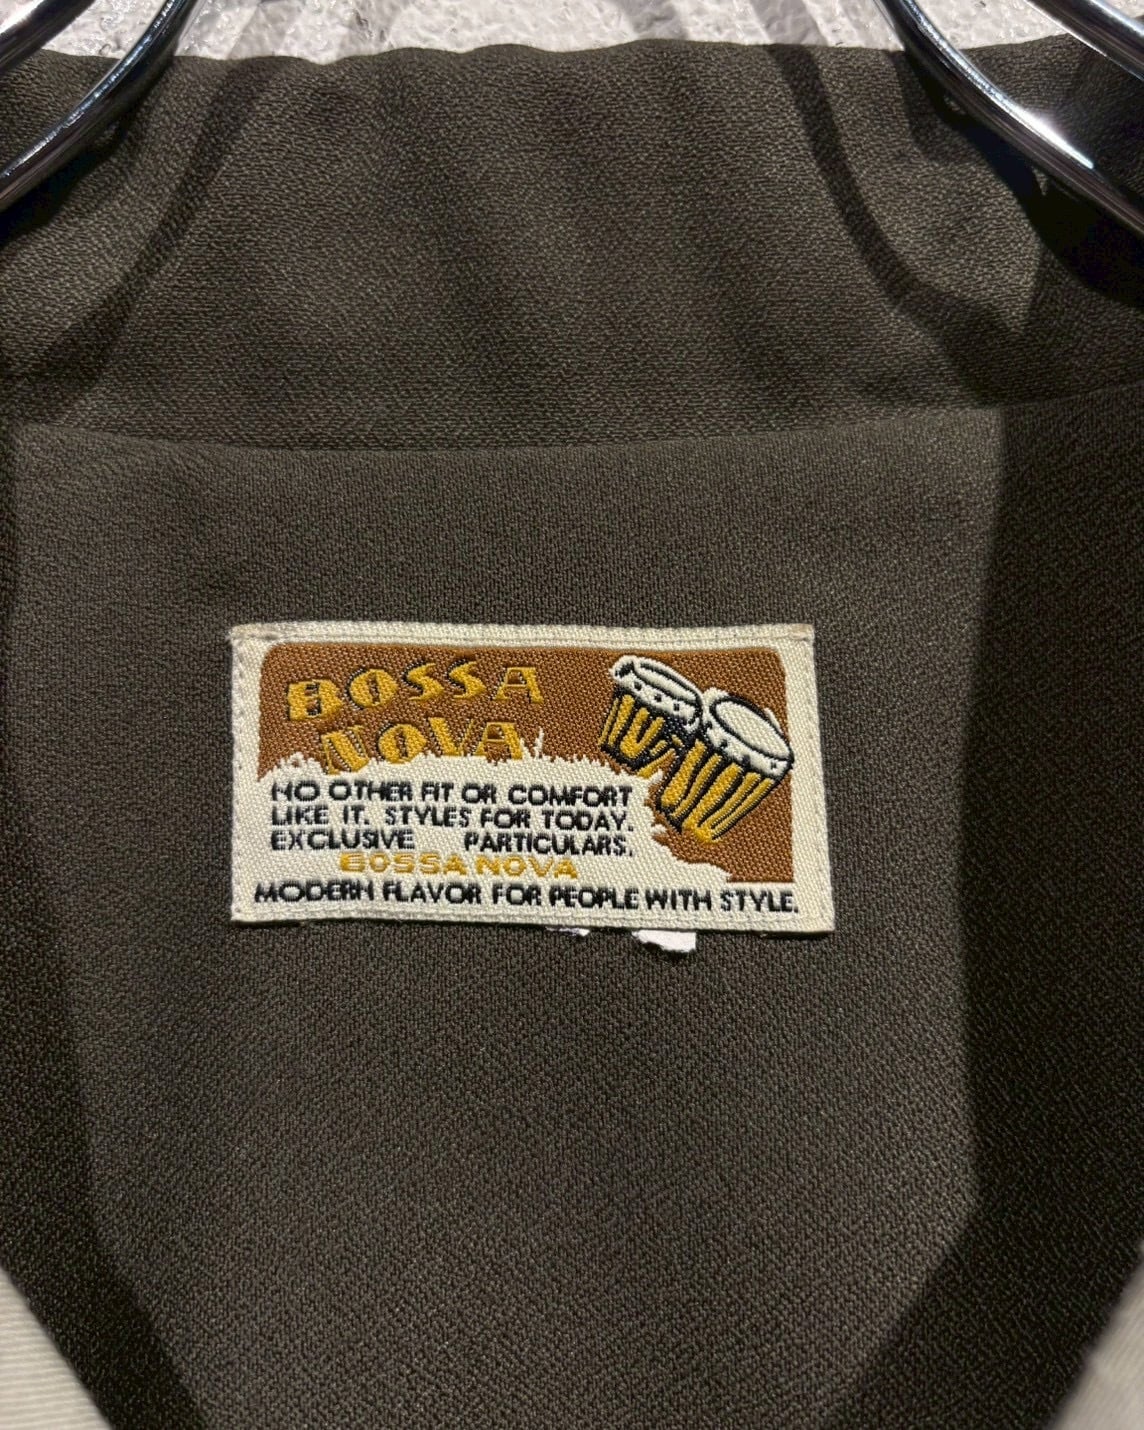 BOSSA
NOVA
NO OTHER FIT OR COMFORT
LIKE IT. STYLES FOR TODAY.
EXCLUSIVE PARTICULARS.
BOSSA NOVA
MODERN FLAVOR FOR PEOPLE WITH STYLE.